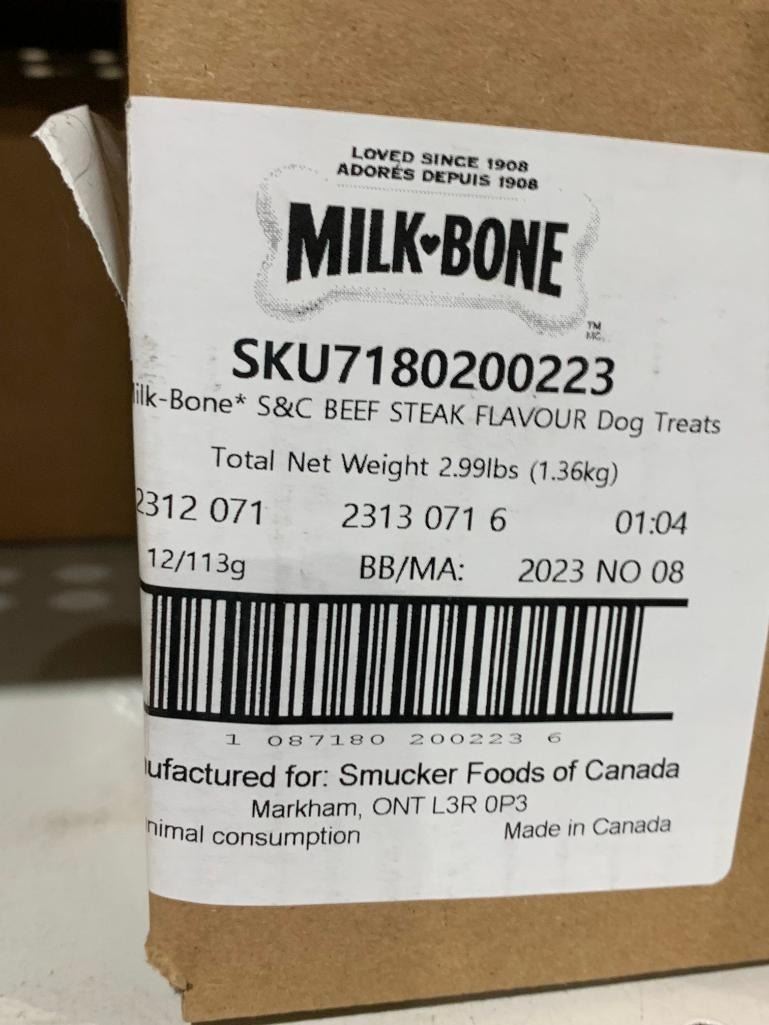 LOVED SINCE 1908
ADORÉS DEPUIS 1908
MILK♥BONE
TM
MC
SKU7180200223
ilk-Bone* S&C BEEF STEAK FLAVOUR Dog Treats
Total Net Weight 2.99lbs (1.36kg)
2312 071 2313 071 6 01:04
12/113g BB/MA: 2023 NO 08
1 087180 200223 6
ufactured for: Smucker Foods of Canada
Markham, ONT L3R 0P3
nimal consumption Made in Canada